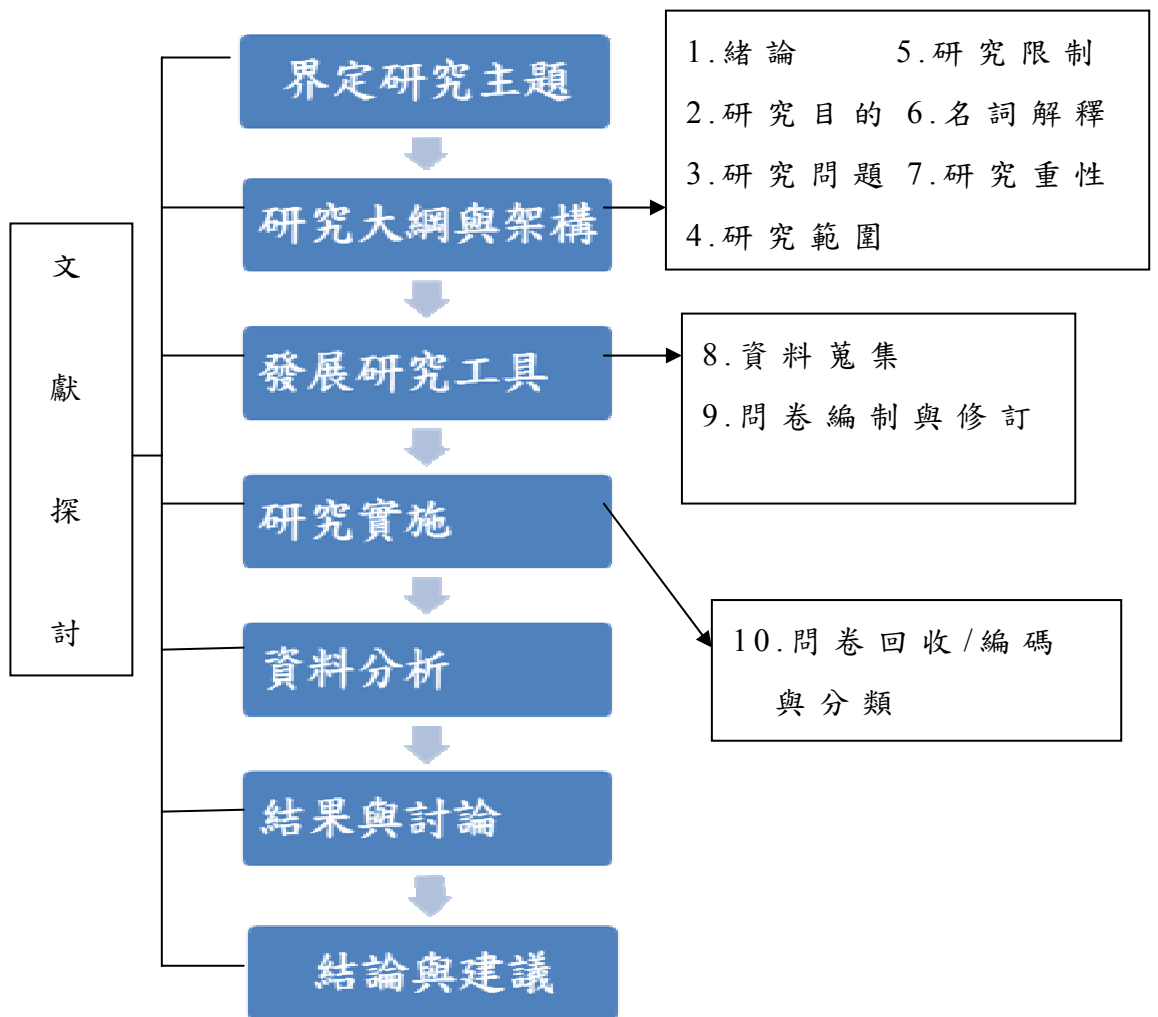 界定研究主題
1.緒論 5.研究限制
2.研究目的 6.名詞解釋
3.研究問題 7.研究重性
4.研究範圍
研究大綱與架構
文
獻
探
討
發展研究工具
8.資料蒐集
9.問卷編制與修訂
研究實施
10.問卷回收/編碼
與分類
資料分析
結果與討論
結論與建議